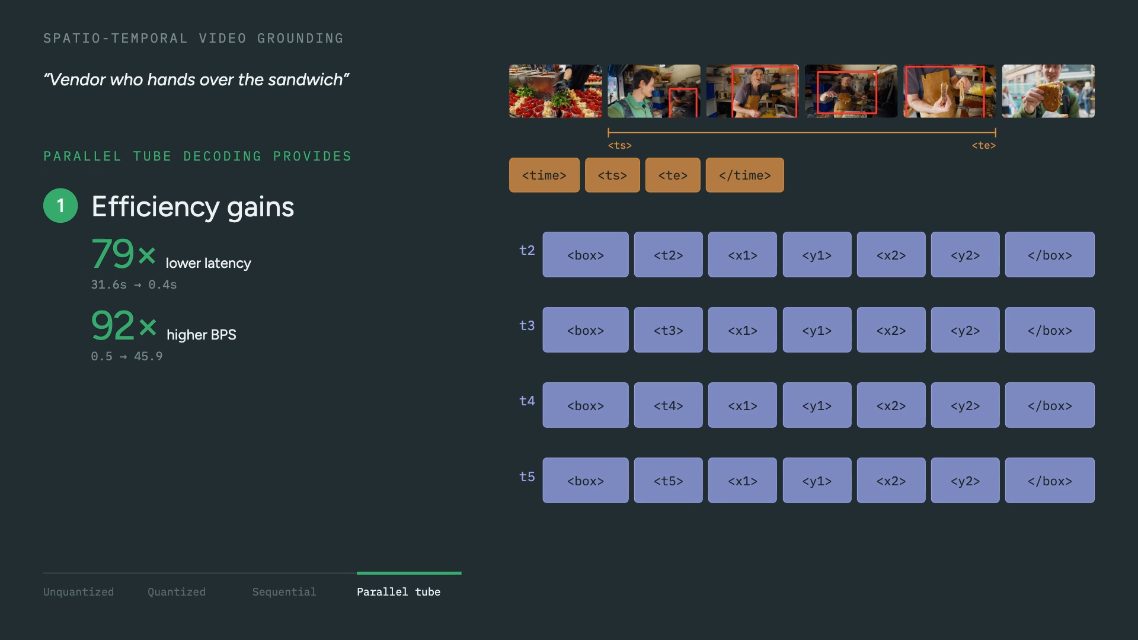 SPATIO-TEMPORAL VIDEO GROUNDING
“Vendor who hands over the sandwich”
PARALLEL TUBE DECODING PROVIDES
1 Efficiency gains
79× lower latency
31.6s → 0.4s
92× higher BPS
0.5 → 45.9
Unquantized Quantized Sequential Parallel tube
<ts> <te>
<time> <ts> <te> </time>
t2 <box> <t2> <x1> <y1> <x2> <y2> </box>
t3 <box> <t3> <x1> <y1> <x2> <y2> </box>
t4 <box> <t4> <x1> <y1> <x2> <y2> </box>
t5 <box> <t5> <x1> <y1> <x2> <y2> </box>